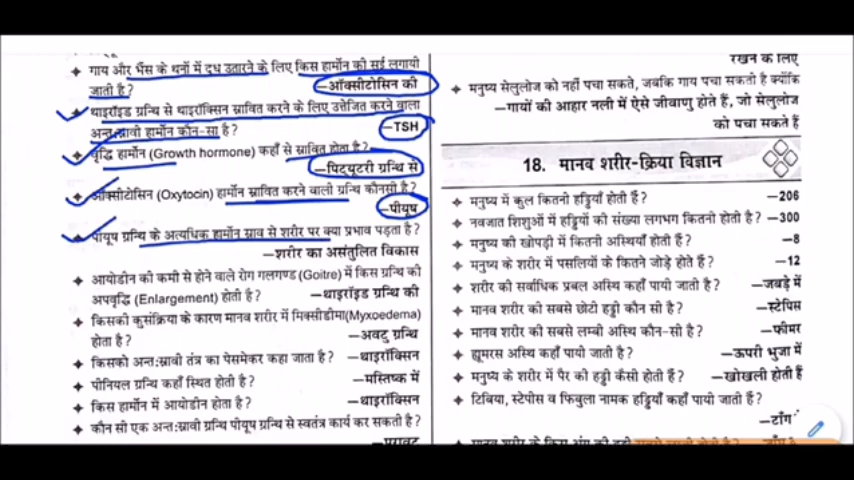 गाय और भैंस के थनों में दूध उतारने के लिए किस हार्मोन की सुई लगायी
जाती है?
–ऑक्सीटोसिन की
थाइरॉइड ग्रन्थि से थाइरॉक्सिन स्रावित करने के लिए उत्तेजित करने वाला
अन्तःस्रावी हार्मोन कौन-सा है?
–TSH
वृद्धि हार्मोन (Growth hormone) कहाँ से स्रावित होता है?
–पिट्यूटरी ग्रन्थि से
ऑक्सीटोसिन (Oxytocin) हार्मोन स्रावित करने वाली ग्रन्थि कौनसी है?
–पीयूष
पीयूष ग्रन्थि के अत्यधिक हार्मोन स्राव से शरीर पर क्या प्रभाव पड़ता है?
–शरीर का असंतुलित विकास
आयोडीन की कमी से होने वाले रोग गलगण्ड (Goitre) में किस ग्रन्थि की
अपवृद्धि (Enlargement) होती है? –थाइरॉइड ग्रन्थि की
किसकी कुसंक्रिया के कारण मानव शरीर में मिक्सीडीमा (Myxoedema)
होता है? –अवटु ग्रन्थि
किसको अन्तःस्रावी तंत्र का पेसमेकर कहा जाता है? –थाइरॉक्सिन
पीनियल ग्रन्थि कहाँ स्थित होती है? –मस्तिष्क में
किस हार्मोन में आयोडीन होता है? –थाइरॉक्सिन
कौन सी एक अन्तःस्रावी ग्रन्थि पीयूष ग्रन्थि से स्वतंत्र कार्य कर सकती है?
रखने के लिए
मनुष्य सेलुलोज को नहीं पचा सकते, जबकि गाय पचा सकती है क्योंकि
–गायों की आहार नली में ऐसे जीवाणु होते हैं, जो सेलुलोज
को पचा सकते हैं
18. मानव शरीर-क्रिया विज्ञान
मनुष्य में कुल कितनी हड्डियाँ होती हैं? –206
नवजात शिशुओं में हड्डियों की संख्या लगभग कितनी होती है? –300
मनुष्य की खोपड़ी में कितनी अस्थियाँ होती हैं? –8
मनुष्य के शरीर में पसलियों के कितने जोड़े होते हैं? –12
शरीर की सर्वाधिक प्रबल अस्थि कहाँ पायी जाती है? –जबड़े में
मानव शरीर की सबसे छोटी हड्डी कौन सी है? –स्टेपिस
मानव शरीर की सबसे लम्बी अस्थि कौन-सी है? –फीमर
ह्यूमरस अस्थि कहाँ पायी जाती है? –ऊपरी भुजा में
मनुष्य के शरीर में पैर की हड्डी कैसी होती हैं? –खोखली होती हैं
टिबिया, स्टेपीस व फिबुला नामक हड्डियाँ कहाँ पायी जाती हैं?
–टाँग